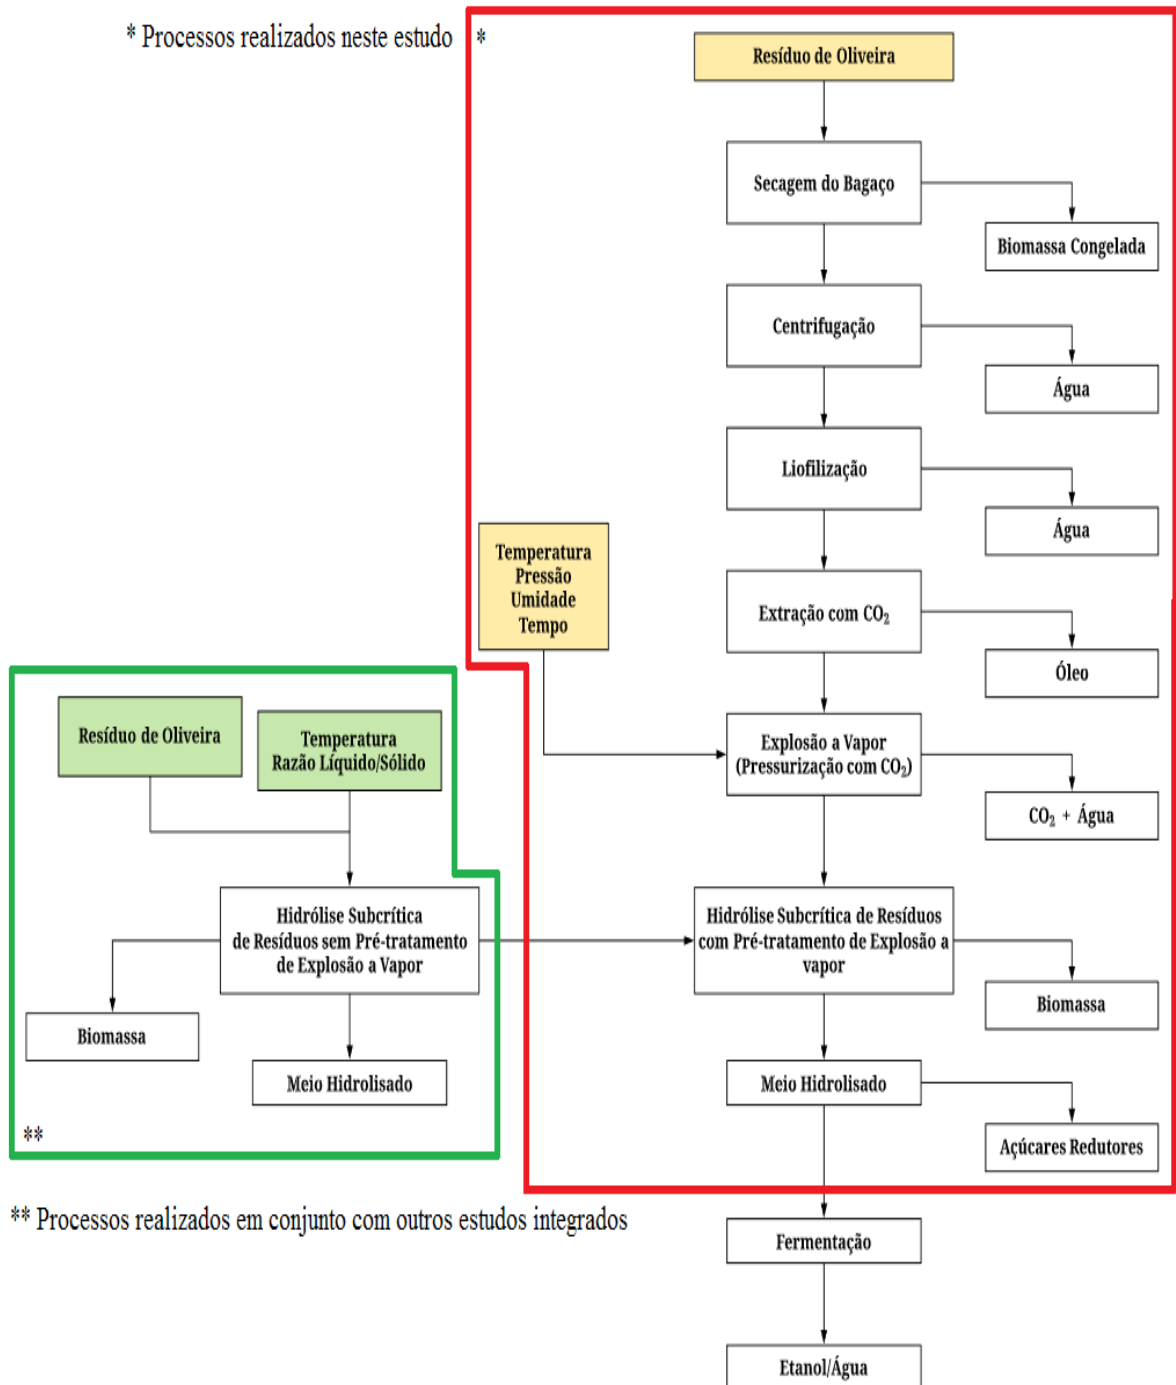 * Processos realizados neste estudo
*
Resíduo de Oliveira
Secagem do Bagaço
Biomassa Congelada
Centrifugação
Água
Liofilização
Água
Temperatura
Pressão
Umidade
Tempo
Extração com CO₂
Óleo
Explosão a Vapor
(Pressurização com CO₂)
CO₂ + Água
Resíduo de Oliveira
Temperatura
Razão Líquido/Sólido
Hidrólise Subcrítica
de Resíduos sem Pré-tratamento
de Explosão a Vapor
Hidrólise Subcrítica de Resíduos
com Pré-tratamento de Explosão a
vapor
Biomassa
Biomassa
Meio Hidrolisado
Meio Hidrolisado
Açúcares Redutores
**
** Processos realizados em conjunto com outros estudos integrados
Fermentação
Etanol/Água